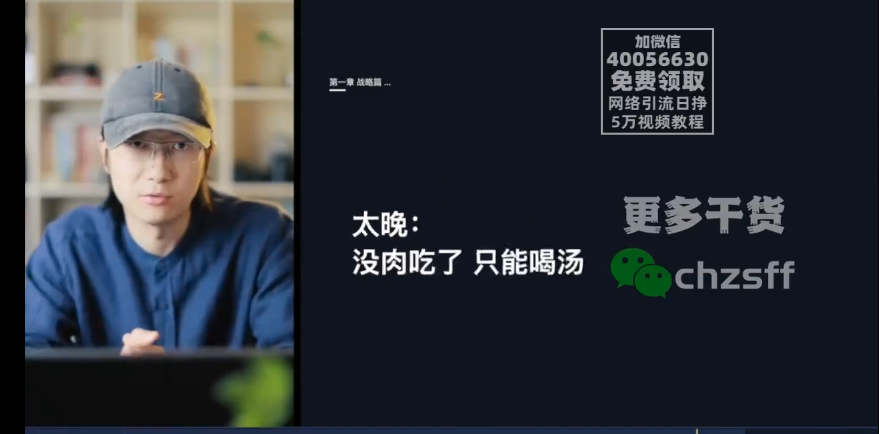 第一章 战略篇 ...
加微信
40056630
免费领取
网络引流日挣
5万视频教程
太晚:
没肉吃了 只能喝汤
更多干货
chzsff
Z